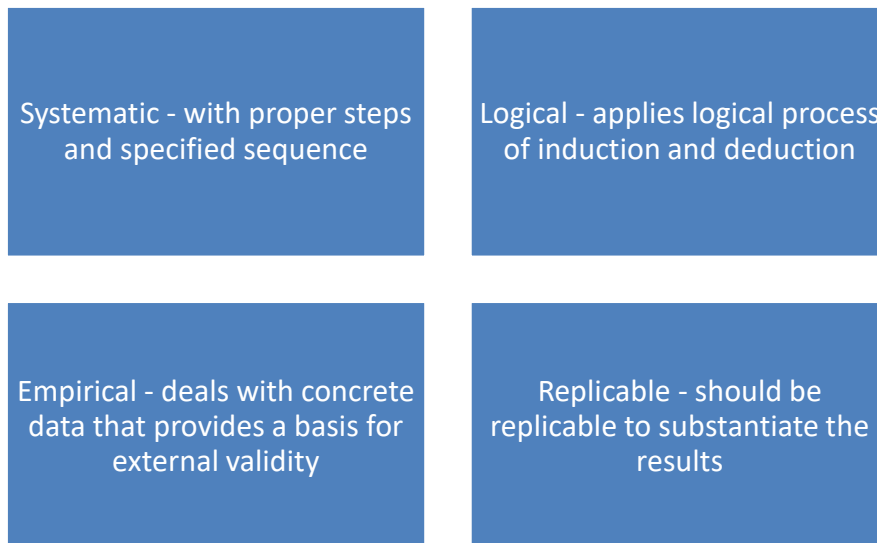 Systematic - with proper steps
and specified sequence
Logical - applies logical process
of induction and deduction
Empirical - deals with concrete
data that provides a basis for
external validity
Replicable - should be
replicable to substantiate the
results